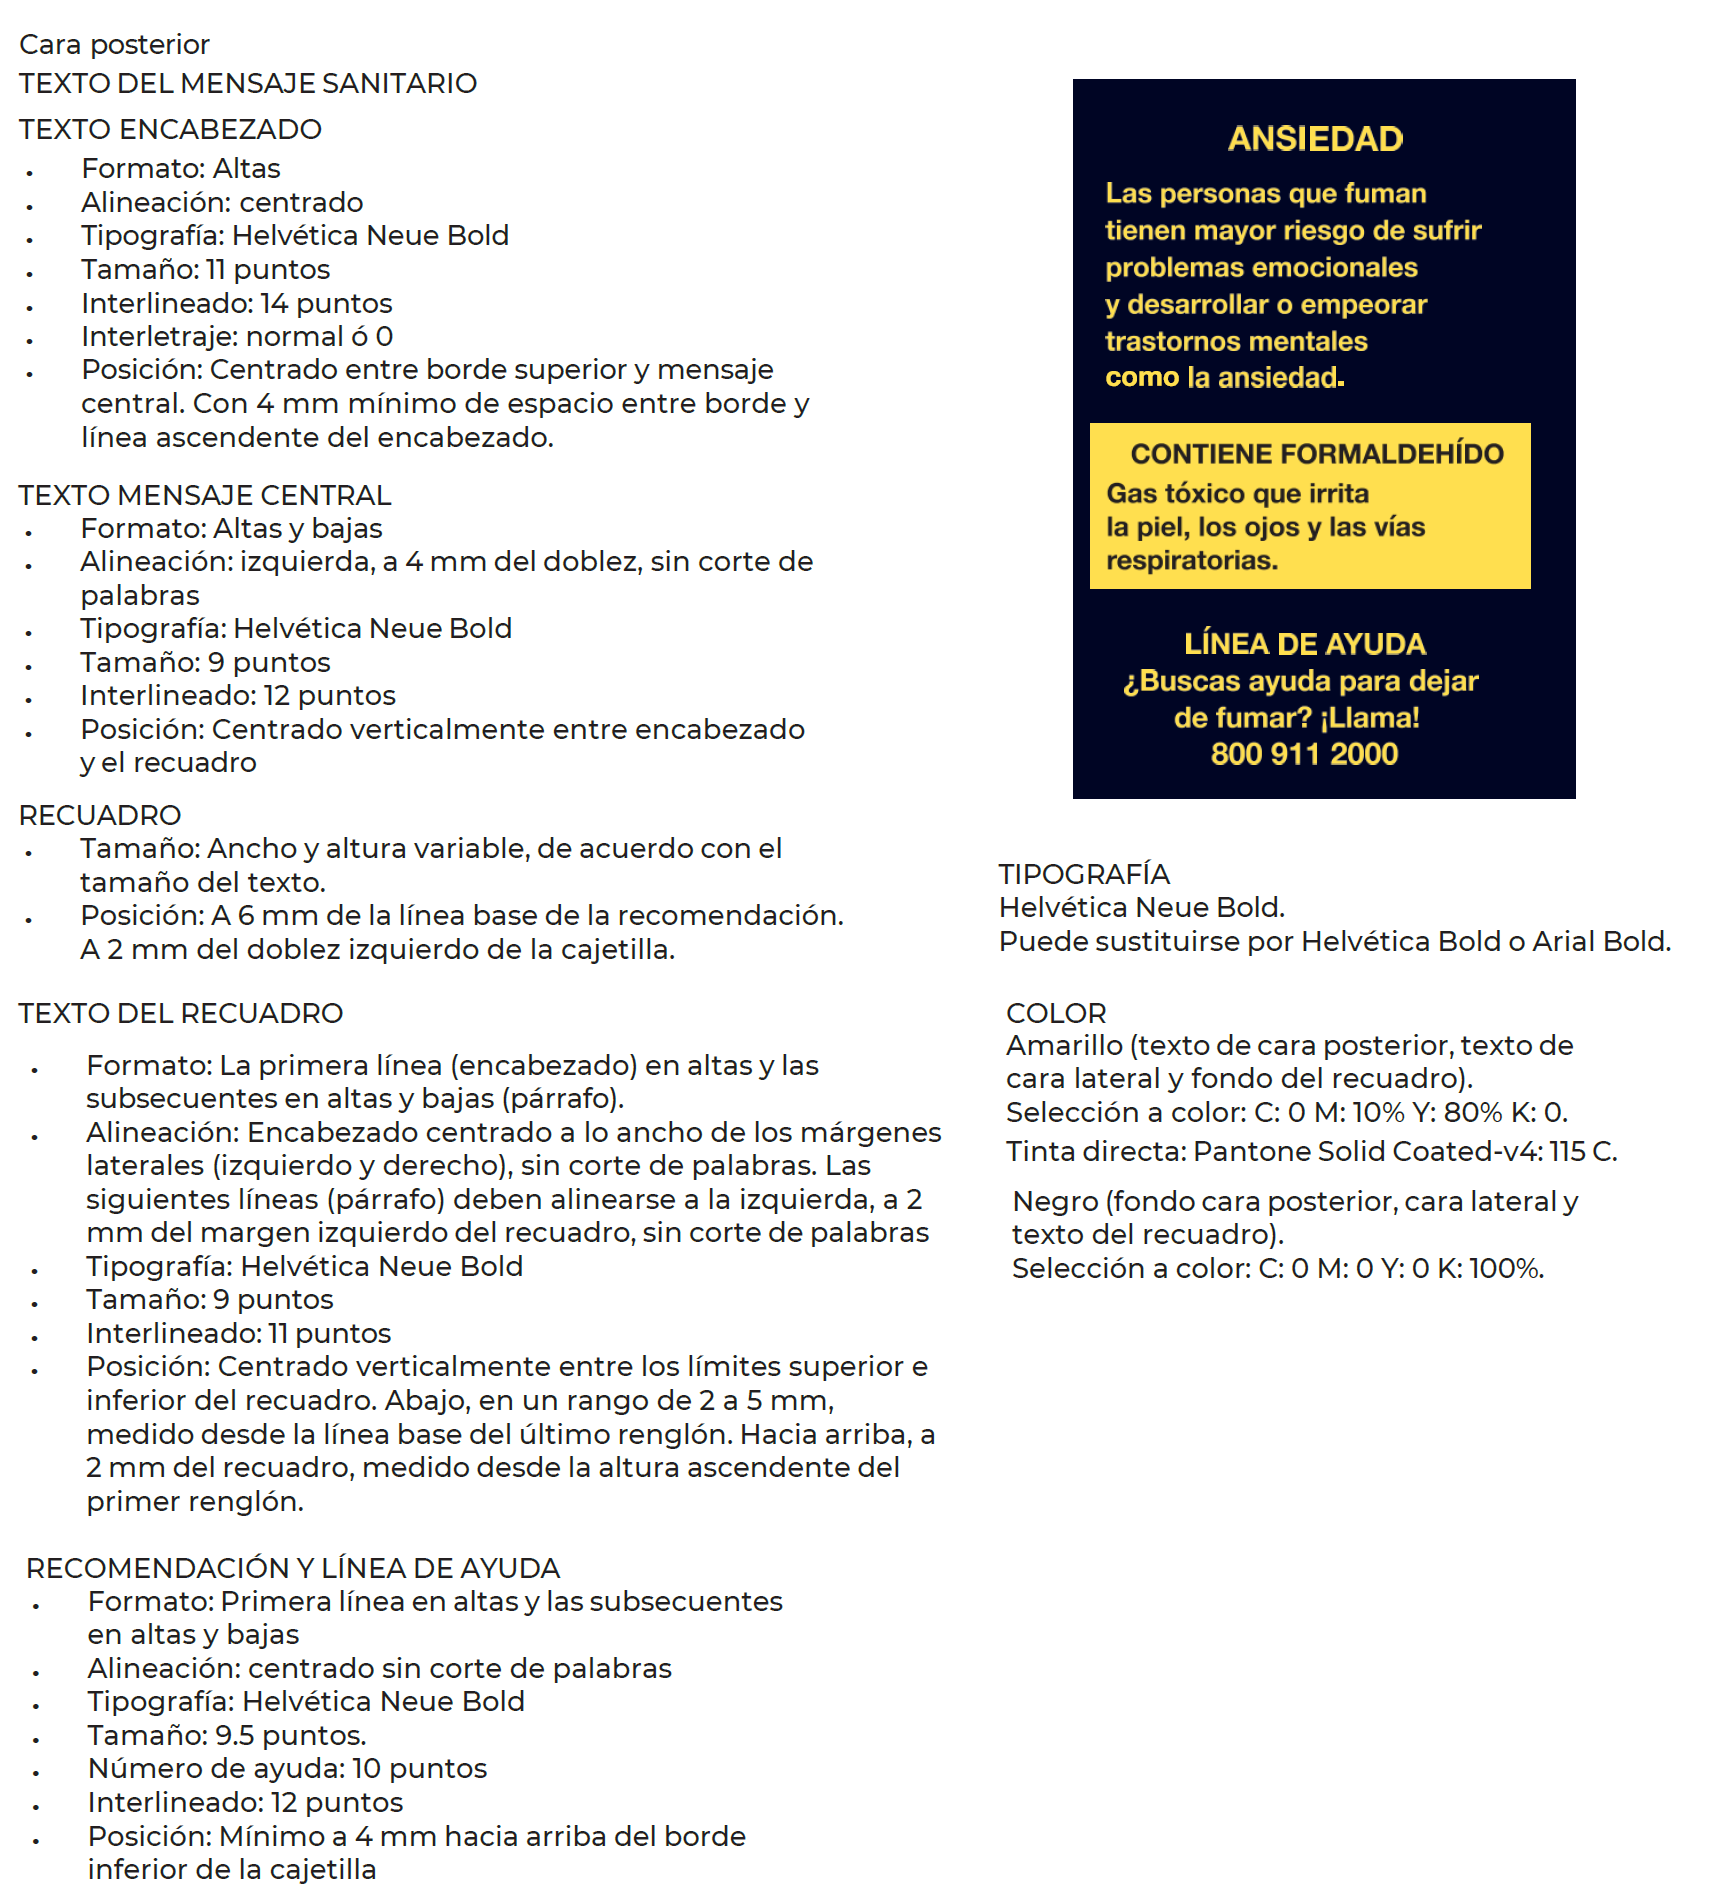 Cara posterior
TEXTO DEL MENSAJE SANITARIO
TEXTO ENCABEZADO
• Formato: Altas
• Alineación: centrado
• Tipografía: Helvética Neue Bold
• Tamaño: 11 puntos
• Interlineado: 14 puntos
• Interletraje: normal ó 0
• Posición: Centrado entre borde superior y mensaje
central. Con 4 mm mínimo de espacio entre borde y
línea ascendente del encabezado.
TEXTO MENSAJE CENTRAL
• Formato: Altas y bajas
• Alineación: izquierda, a 4 mm del doblez, sin corte de
palabras
• Tipografía: Helvética Neue Bold
• Tamaño: 9 puntos
• Interlineado: 12 puntos
• Posición: Centrado verticalmente entre encabezado
y el recuadro
RECUADRO
• Tamaño: Ancho y altura variable, de acuerdo con el
tamaño del texto.
• Posición: A 6 mm de la línea base de la recomendación.
A 2 mm del doblez izquierdo de la cajetilla.
TEXTO DEL RECUADRO
• Formato: La primera línea (encabezado) en altas y las
subsecuentes en altas y bajas (párrafo).
• Alineación: Encabezado centrado a lo ancho de los márgenes
laterales (izquierdo y derecho), sin corte de palabras. Las
siguientes líneas (párrafo) deben alinearse a la izquierda, a 2
mm del margen izquierdo del recuadro, sin corte de palabras
• Tipografía: Helvética Neue Bold
• Tamaño: 9 puntos
• Interlineado: 11 puntos
• Posición: Centrado verticalmente entre los límites superior e
inferior del recuadro. Abajo, en un rango de 2 a 5 mm,
medido desde la línea base del último renglón. Hacia arriba, a
2 mm del recuadro, medido desde la altura ascendente del
primer renglón.
RECOMENDACIÓN Y LÍNEA DE AYUDA
• Formato: Primera línea en altas y las subsecuentes
en altas y bajas
• Alineación: centrado sin corte de palabras
• Tipografía: Helvética Neue Bold
• Tamaño: 9.5 puntos.
• Número de ayuda: 10 puntos
• Interlineado: 12 puntos
• Posición: Mínimo a 4 mm hacia arriba del borde
inferior de la cajetilla
ANSIEDAD
Las personas que fuman
tienen mayor riesgo de sufrir
problemas emocionales
y desarrollar o empeorar
trastornos mentales
como la ansiedad.
CONTIENE FORMALDEHÍDO
Gas tóxico que irrita
la piel, los ojos y las vías
respiratorias.
LÍNEA DE AYUDA
¿Buscas ayuda para dejar
de fumar? ¡Llama!
800 911 2000
TIPOGRAFÍA
Helvética Neue Bold.
Puede sustituirse por Helvética Bold o Arial Bold.
COLOR
Amarillo (texto de cara posterior, texto de
cara lateral y fondo del recuadro).
Selección a color: C: 0 M: 10% Y: 80% K: 0.
Tinta directa: Pantone Solid Coated-v4: 115 C.
Negro (fondo cara posterior, cara lateral y
texto del recuadro).
Selección a color: C: 0 M: 0 Y: 0 K: 100%.